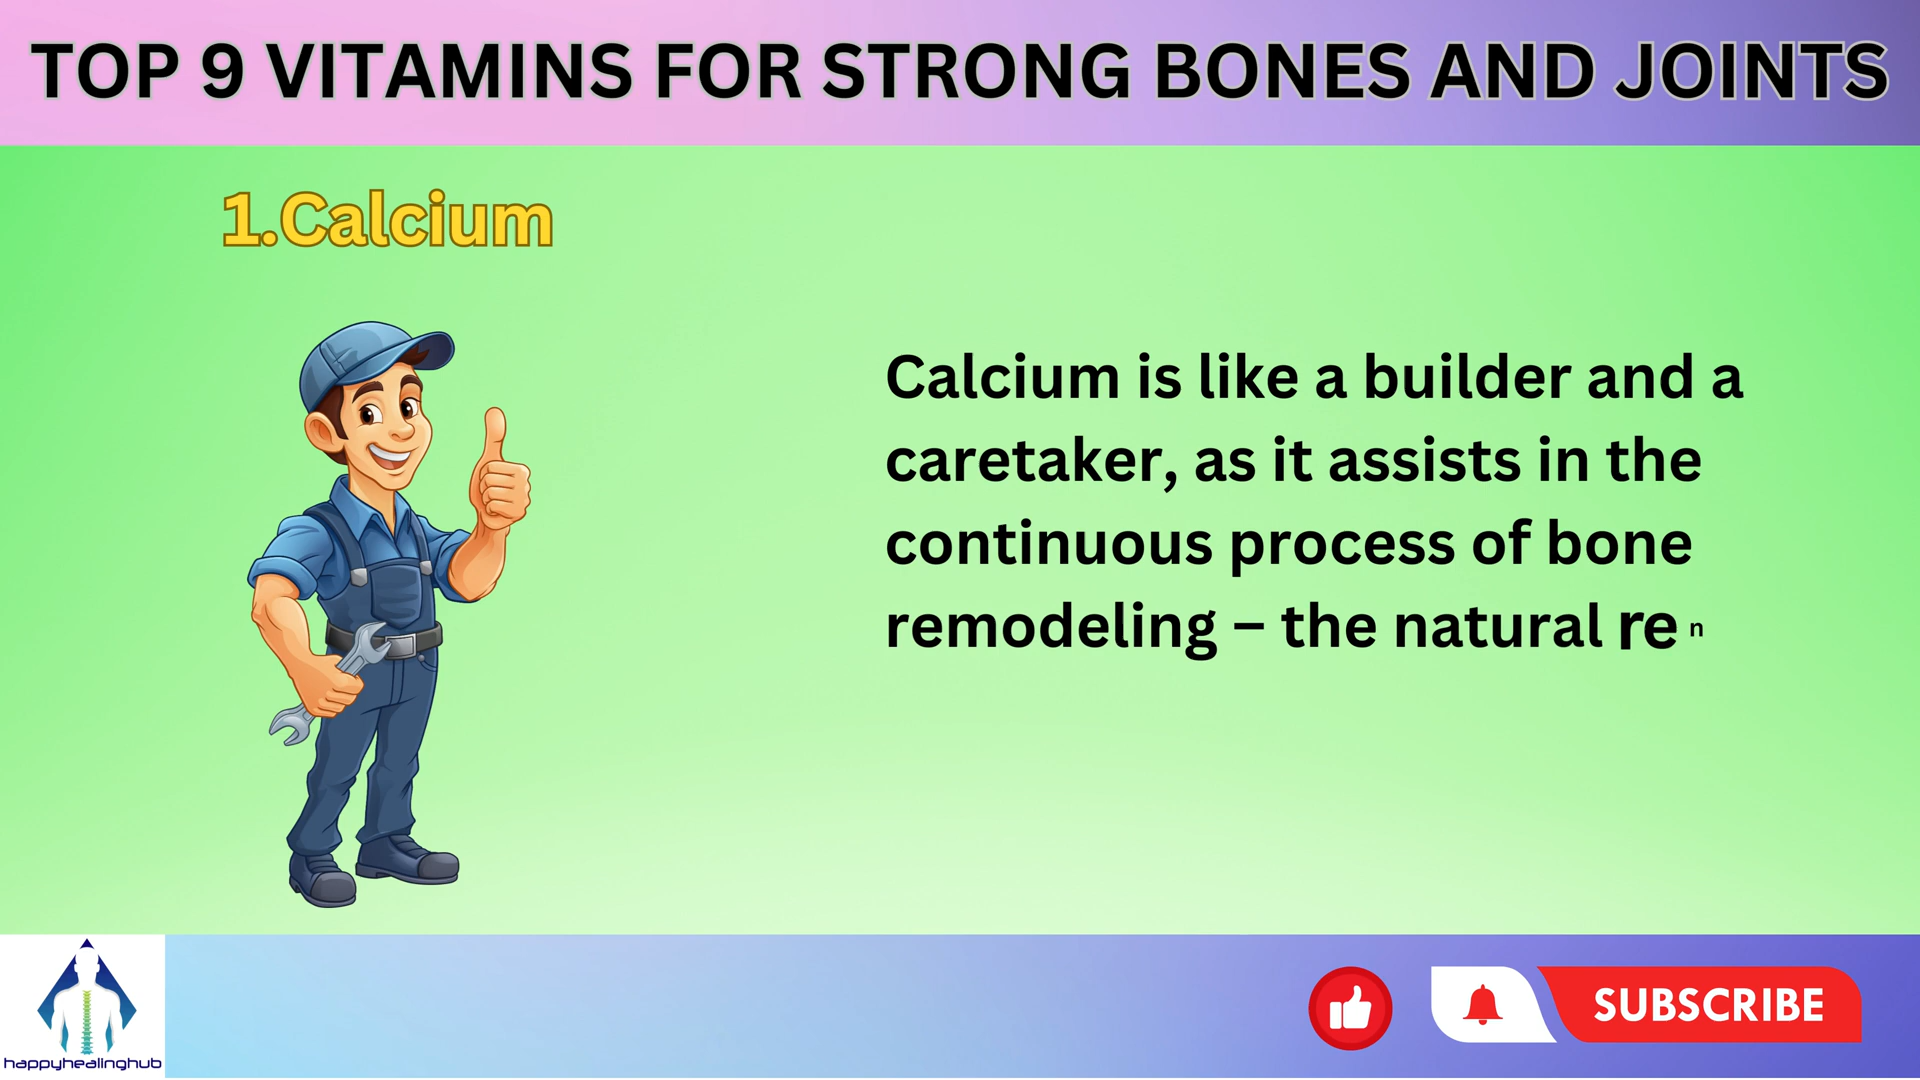 TOP 9 VITAMINS FOR STRONG BONES AND JOINTS
1.Calcium
Calcium is like a builder and a
caretaker, as it assists in the
continuous process of bone
remodeling – the natural re n
happyhealinghub
SUBSCRIBE